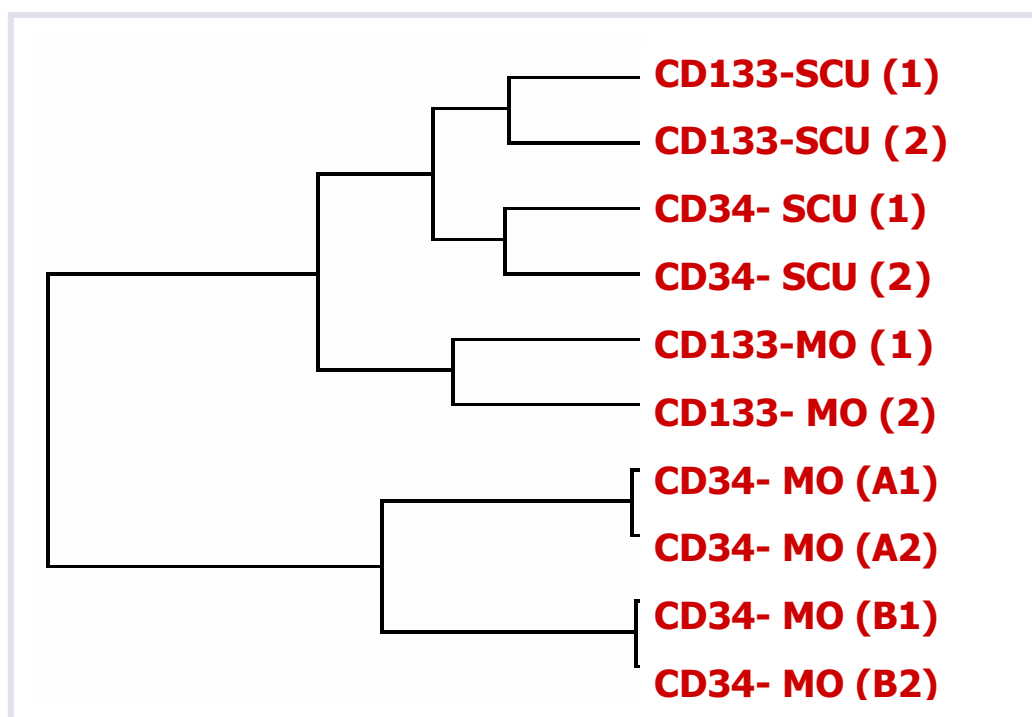 CD133-SCU (1)
CD133-SCU (2)
CD34- SCU (1)
CD34- SCU (2)
CD133-MO (1)
CD133- MO (2)
CD34- MO (A1)
CD34- MO (A2)
CD34- MO (B1)
CD34- MO (B2)